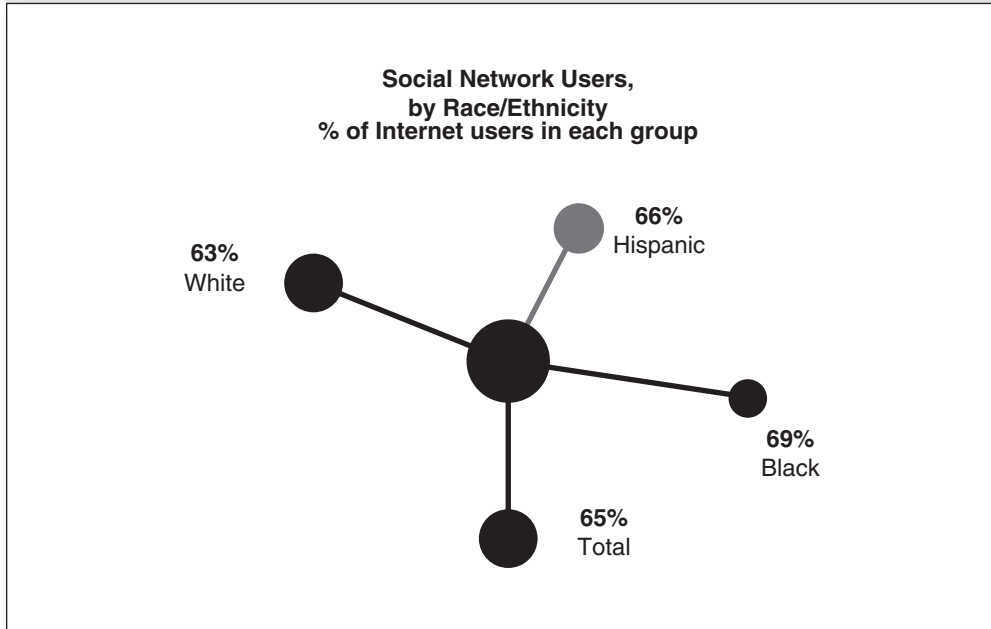 Social Network Users,
by Race/Ethnicity
% of Internet users in each group
66%
Hispanic
63%
White
69%
Black
65%
Total